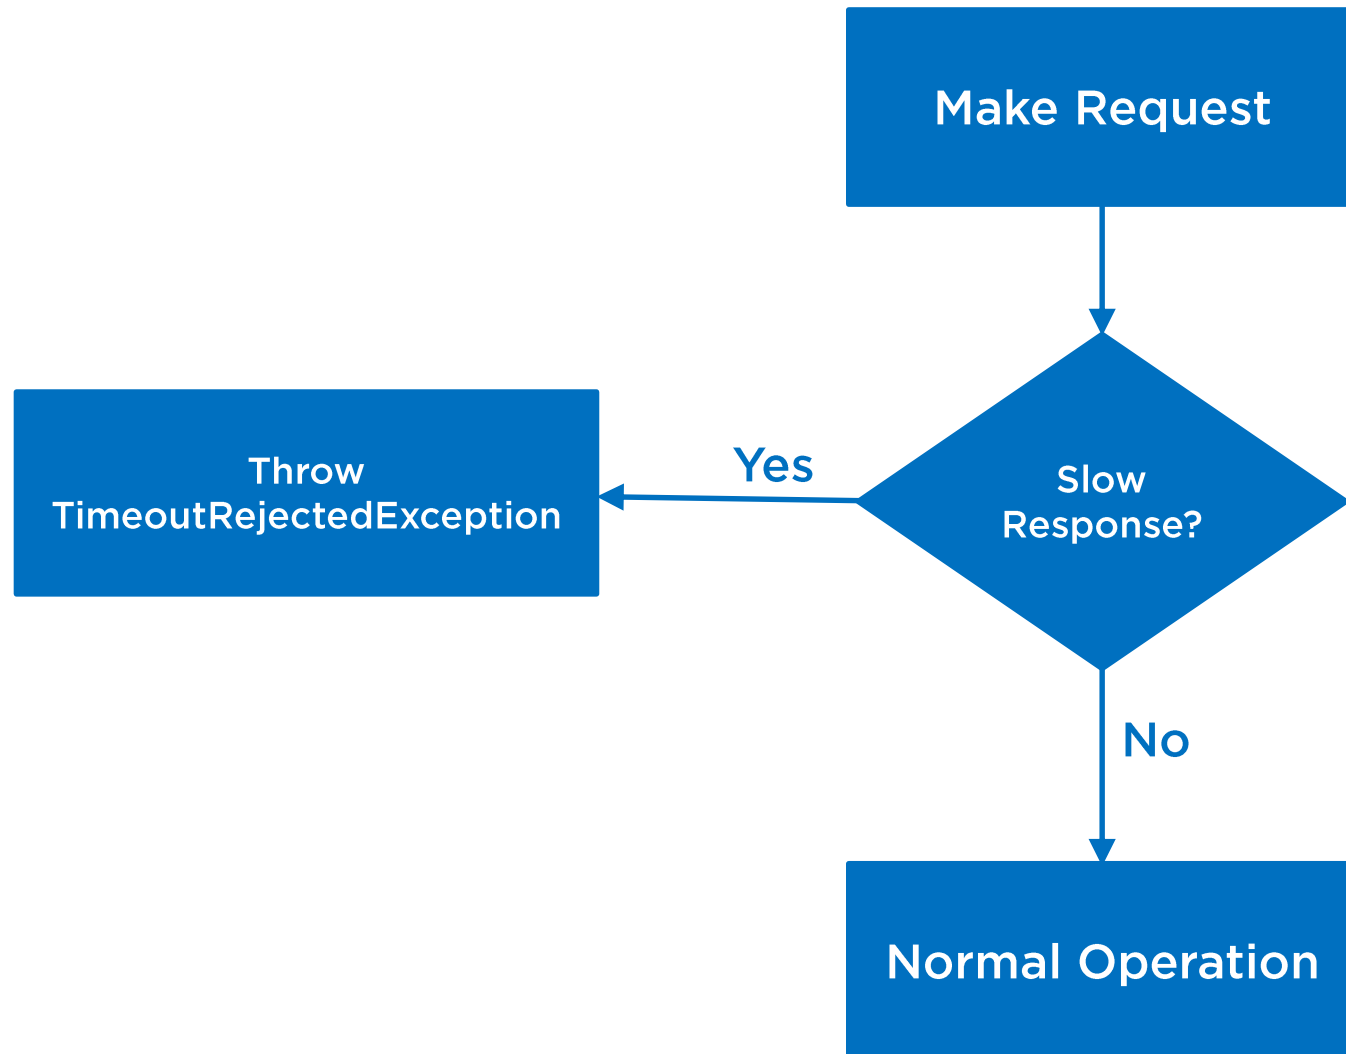 Make Request
Yes
Slow
Response?
Throw
TimeoutRejectedException
No
Normal Operation